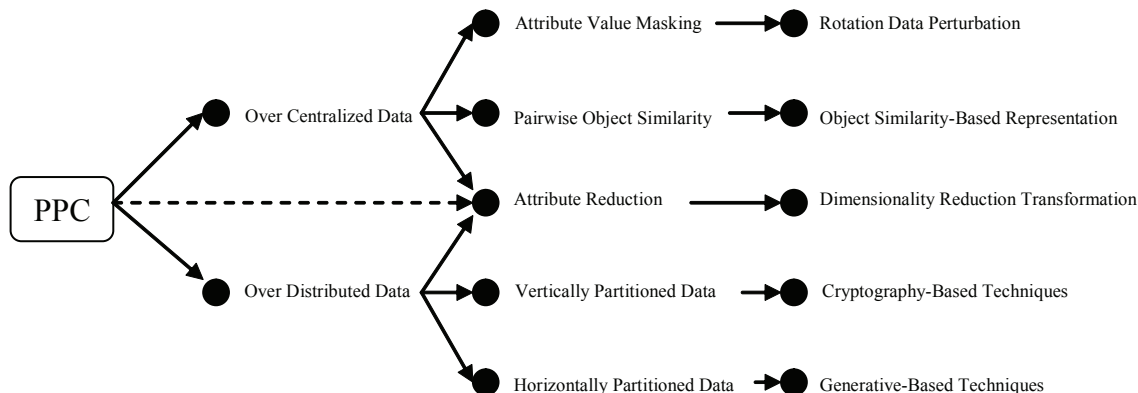 Attribute Value Masking
Rotation Data Perturbation
Over Centralized Data
Pairwise Object Similarity
Object Similarity-Based Representation
PPC
Attribute Reduction
Dimensionality Reduction Transformation
Over Distributed Data
Vertically Partitioned Data
Cryptography-Based Techniques
Horizontally Partitioned Data
Generative-Based Techniques